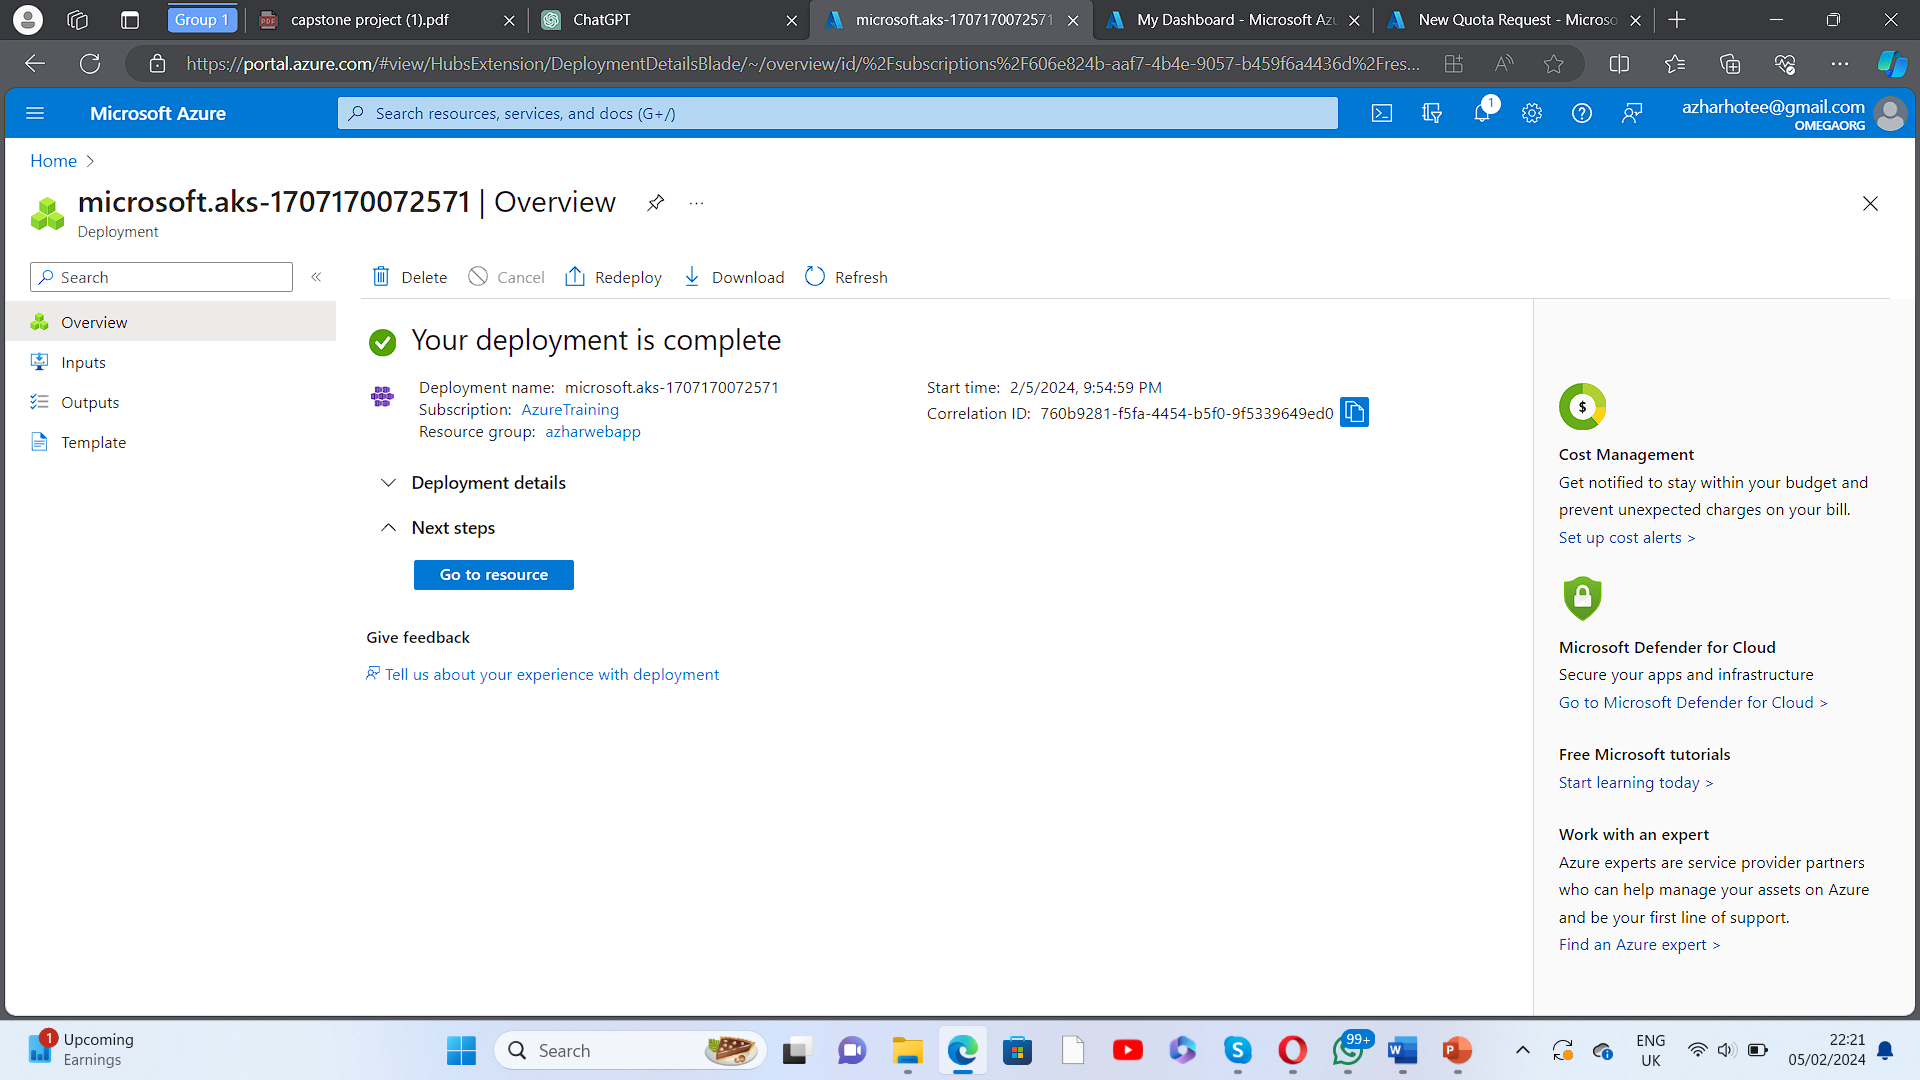 Group 1
capstone project (1).pdf
ChatGPT
microsoft.aks-1707170072571
My Dashboard - Microsoft Azu
New Quota Request - Microso
https://portal.azure.com/#view/HubsExtension/DeploymentDetailsBlade/~/overview/id/%2Fsubscriptions%2F606e824b-aaf7-4b4e-9057-b459f6a4436d%2Fres...
Microsoft Azure
Search resources, services, and docs (G+/)
1
azharhotee@gmail.com
OMEGAORG
Home
microsoft.aks-1707170072571 | Overview
Deployment
Search
Delete
Cancel
Redeploy
Download
Refresh
Overview
Inputs
Outputs
Template
Your deployment is complete
Deployment name: microsoft.aks-1707170072571
Subscription: AzureTraining
Resource group: azharwebapp
Start time: 2/5/2024, 9:54:59 PM
Correlation ID: 760b9281-f5fa-4454-b5f0-9f5339649ed0
Deployment details
Next steps
Go to resource
Give feedback
Tell us about your experience with deployment
Cost Management
Get notified to stay within your budget and
prevent unexpected charges on your bill.
Set up cost alerts >
Microsoft Defender for Cloud
Secure your apps and infrastructure
Go to Microsoft Defender for Cloud >
Free Microsoft tutorials
Start learning today >
Work with an expert
Azure experts are service provider partners
who can help manage your assets on Azure
and be your first line of support.
Find an Azure expert >
1
Upcoming
Earnings
Search
99+
ENG
UK
22:21
05/02/2024